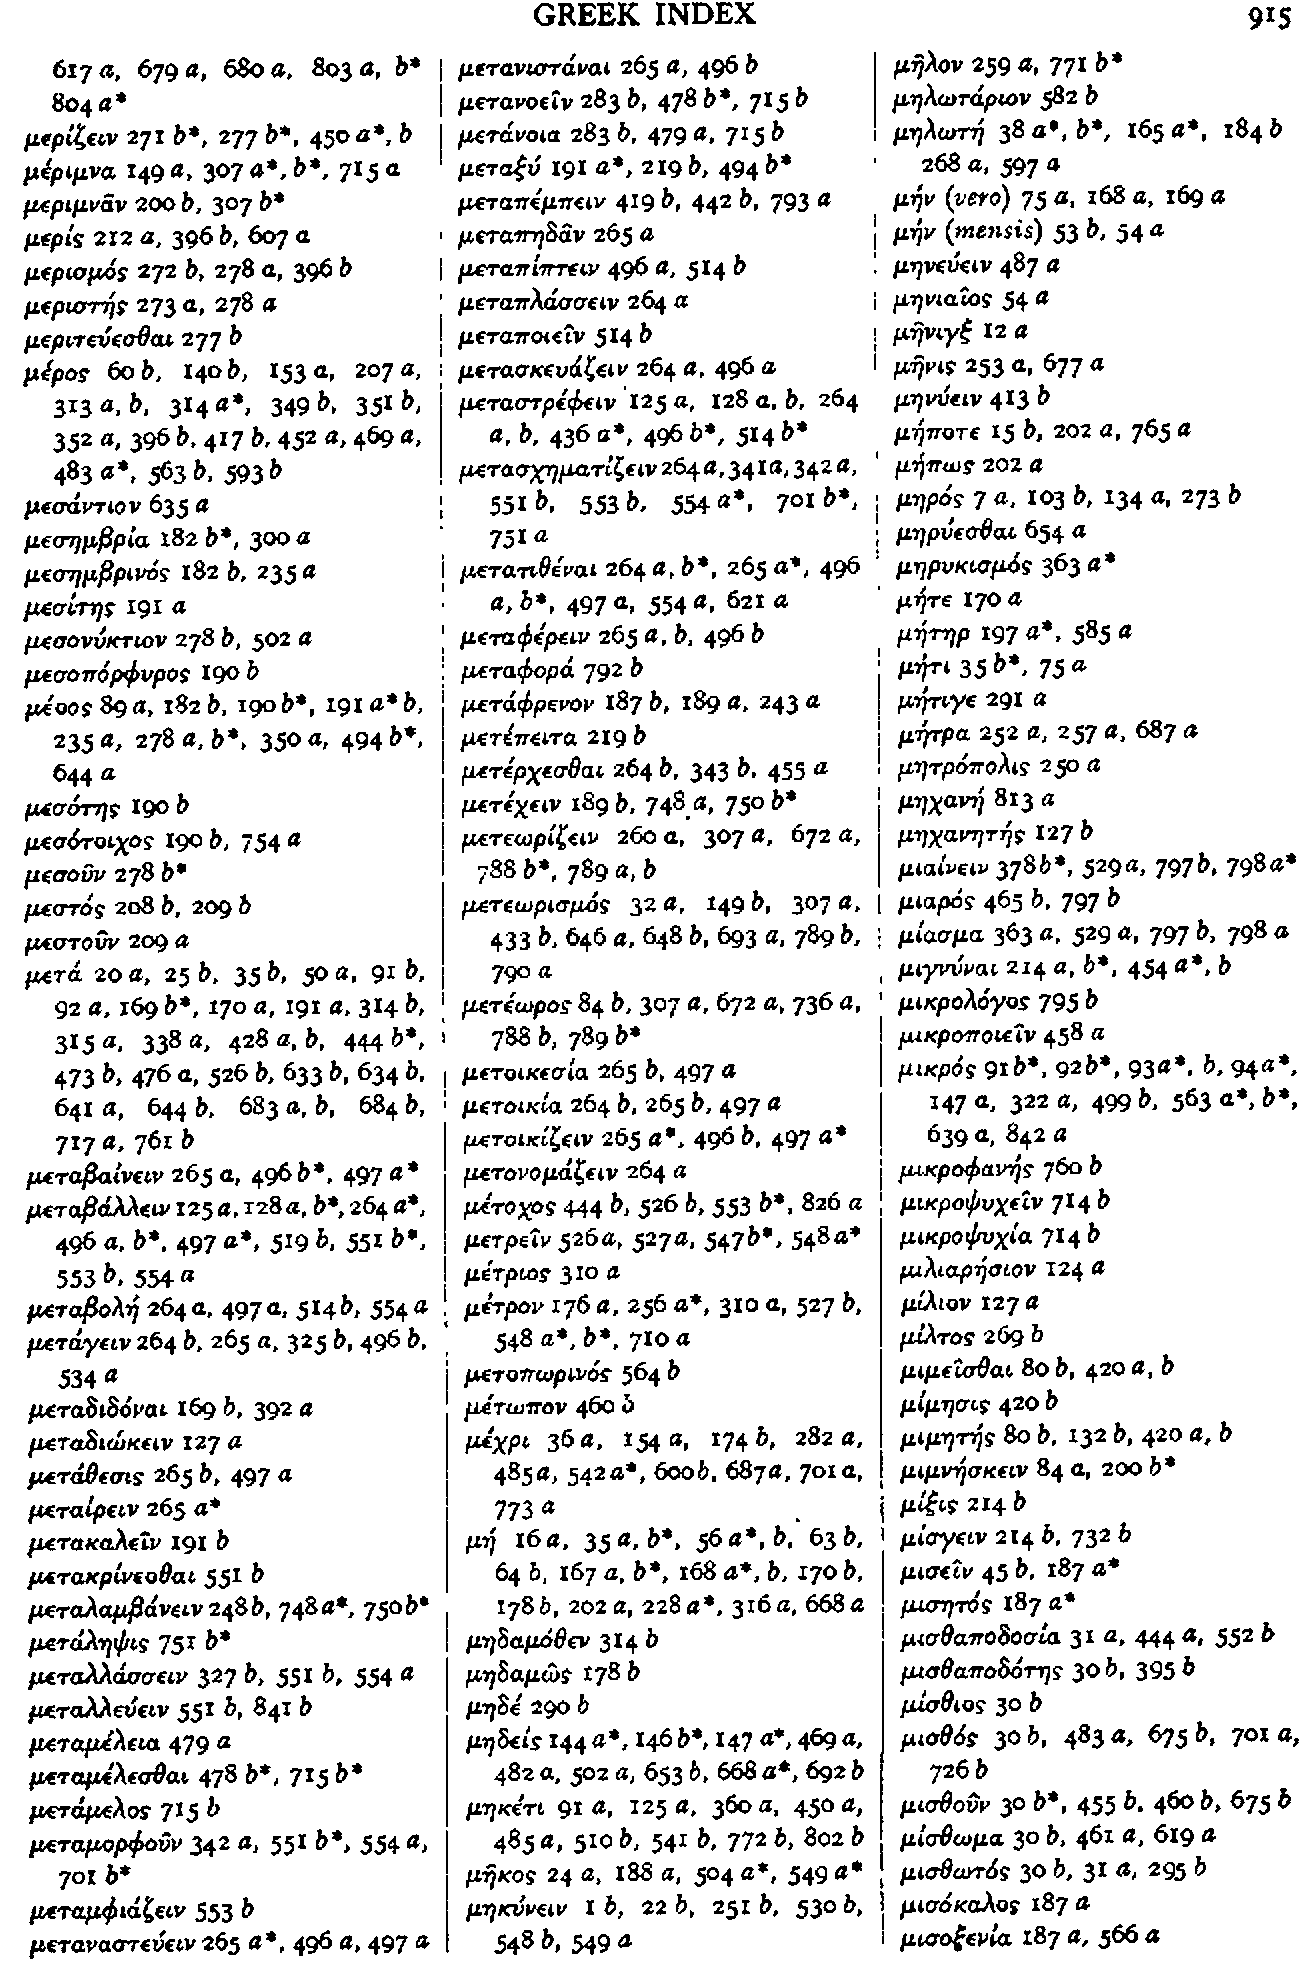 GREEK INDEX 915
617 a, 679 a, 680 a, 803 a, b*
804 a*
μερίζειν 271 b*, 277 b*, 450 a*, b
μέριμνα 149 a, 307 a*, b*, 715 a
μεριμνᾶν 200 b, 307 b*
μερίς 212 a, 396 b, 607 a
μερισμός 272 b, 278 a, 396 b
μεριστής 273 a, 278 a
μεριτεύεσθαι 277 b
μέρος 60 b, 140 b, 153 a, 207 a,
313 a, b, 314 a*, 349 b, 351 b,
352 a, 396 b, 417 b, 452 a, 469 a,
483 a*, 563 b, 593 b
μεσάντιον 635 a
μεσημβρία 182 b*, 300 a
μεσημβρινός 182 b, 235 a
μεσίτης 191 a
μεσονύκτιον 278 b, 502 a
μεσοπόρφυρος 190 b
μέσος 89 a, 182 b, 190 b*, 191 a* b,
235 a, 278 a, b*, 350 a, 494 b*,
644 a
μεσότης 190 b
μεσότοιχος 190 b, 754 a
μεσοῦν 278 b*
μεστός 208 b, 209 b
μεστοῦν 209 a
μετά 20 a, 25 b, 35 b, 50 a, 91 b,
92 a, 169 b*, 170 a, 191 a, 314 b,
315 a, 338 a, 428 a, b, 444 b*,
473 b, 476 a, 526 b, 633 b, 634 b,
641 a, 644 b, 683 a, b, 684 b,
717 a, 761 b
μεταβαίνειν 265 a, 496 b*, 497 a*
μεταβάλλειν 125 a, 128 a, b*, 264 a*,
496 a, b*, 497 a*, 519 b, 551 b*,
553 b, 554 a
μεταβολή 264 a, 497 a, 514 b, 554 a
μετάγειν 264 b, 265 a, 325 b, 496 b,
534 a
μεταδιδόναι 169 b, 392 a
μεταδιώκειν 127 a
μετάθεσις 265 b, 497 a
μεταίρειν 265 a*
μετακαλεῖν 191 b
μετακρίνεσθαι 551 b
μεταλαμβάνειν 248 b, 748 a*, 750 b*
μετάληψις 751 b*
μεταλλάσσειν 327 b, 551 b, 554 a
μεταλλεύειν 551 b, 841 b
μεταμέλεια 479 a
μεταμέλεσθαι 478 b*, 715 b*
μετάμελος 715 b
μεταμορφοῦν 342 a, 551 b*, 554 a,
701 b*
μεταμφιάζειν 553 b
μεταναστεύειν 265 a*, 496 a, 497 a
μετανιστάναι 265 a, 496 b
μετανοεῖν 283 b, 478 b*, 715 b
μετάνοια 283 b, 479 a, 715 b
μεταξύ 191 a*, 219 b, 494 b*
μεταπέμπειν 419 b, 442 b, 793 a
μεταπηδᾶν 265 a
μεταπίπτειν 496 a, 514 b
μεταπλάσσειν 264 a
μεταποιεῖν 514 b
μετασκευάζειν 264 a, 496 a
μεταστρέφειν 125 a, 128 a, b, 264
a, b, 436 a*, 496 b*, 514 b*
μετασχηματίζειν 264 a, 341 a, 342 a,
551 b, 553 b, 554 a*, 701 b*,
751 a
μετατιθέναι 264 a, b*, 265 a*, 496
a, b*, 497 a, 554 a, 621 a
μεταφέρειν 265 a, b, 496 b
μεταφορά 792 b
μετάφρενον 187 b, 189 a, 243 a
μετέπειτα 219 b
μετέρχεσθαι 264 b, 343 b, 455 a
μετέχειν 189 b, 748 a, 750 b*
μετεωρίζειν 260 a, 307 a, 672 a,
788 b*, 789 a, b
μετεωρισμός 32 a, 149 b, 307 a,
433 b, 646 a, 648 b, 693 a, 789 b,
790 a
μετέωρος 84 b, 307 a, 672 a, 736 a,
788 b, 789 b*
μετοικεσία 265 b, 497 a
μετοικία 264 b, 265 b, 497 a
μετοικίζειν 265 a*, 496 b, 497 a*
μετονομάζειν 264 a
μέτοχος 444 b, 526 b, 553 b*, 826 a
μετρεῖν 526 a, 527 a, 547 b*, 548 a*
μέτριος 310 a
μέτρον 176 a, 256 a*, 310 a, 527 b,
548 a*, b*, 710 a
μετοπωρινός 564 b
μέτωπον 460 b
μέχρι 36 a, 154 a, 174 b, 282 a,
485 a, 542 a*, 600 b, 687 a, 701 a,
773 a
μή 16 a, 35 a, b*, 56 a*, b, 63 b,
64 b, 167 a, b*, 168 a*, b, 170 b,
178 b, 202 a, 228 a*, 316 a, 668 a
μηδαμόθεν 314 b
μηδαμῶς 178 b
μηδέ 290 b
μηδείς 144 a*, 146 b*, 147 a*, 469 a,
482 a, 502 a, 653 b, 668 a*, 692 b
μηκέτι 91 a, 125 a, 360 a, 450 a,
485 a, 510 b, 541 b, 772 b, 802 b
μῆκος 24 a, 188 a, 504 a*, 549 a*
μηκύνειν 1 b, 22 b, 251 b, 530 b,
548 b, 549 a
μῆλον 259 a, 771 b*
μηλωτάριον 582 b
μηλωτή 38 a*, b*, 165 a*, 184 b
268 a, 597 a
μήν (vero) 75 a, 168 a, 169 a
μήν (mensis) 53 b, 54 a
μηνεύειν 487 a
μηνιαῖος 54 a
μῆνιγξ 12 a
μῆνις 253 a, 677 a
μηνύειν 413 b
μήποτε 15 b, 202 a, 765 a
μήπως 202 a
μηρός 7 a, 103 b, 134 a, 273 b
μηρύεσθαι 654 a
μηρυκισμός 363 a*
μήτε 170 a
μήτηρ 197 a*, 585 a
μήτι 35 b*, 75 a
μήτιγε 291 a
μήτρα 252 a, 257 a, 687 a
μητρόπολις 250 a
μηχανή 813 a
μηχανητής 127 b
μιαίνειν 378 b*, 529 a, 797 b, 798 a*
μιαρός 465 b, 797 b
μίασμα 363 a, 529 a, 797 b, 798 a
μιγνύναι 214 a, b*, 454 a*, b
μικρολόγος 795 b
μικροποιεῖν 458 a
μικρός 91 b*, 92 b*, 93 a*, b, 94 a*,
147 a, 322 a, 499 b, 563 a*, b*,
639 a, 842 a
μικροφανής 760 b
μικροψυχεῖν 714 b
μικροψυχία 714 b
μιλιαρήσιον 124 a
μίλιον 127 a
μίλτος 269 b
μιμεῖσθαι 80 b, 420 a, b
μίμησις 420 b
μιμητής 80 b, 132 b, 420 a, b
μιμνήσκειν 84 a, 200 b*
μίξις 214 b
μίσγειν 214 b, 732 b
μισεῖν 45 b, 187 a*
μισητός 187 a*
μισθαποδοσία 31 a, 444 a, 552 b
μισθαποδότης 30 b, 395 b
μίσθιος 30 b
μισθός 30 b, 483 a, 675 b, 701 a,
726 b
μισθοῦν 30 b*, 455 b, 460 b, 675 b
μίσθωμα 30 b, 461 a, 619 a
μισθωτός 30 b, 31 a, 295 b
μισόκαλος 187 a
μισοξενία 187 a, 566 a